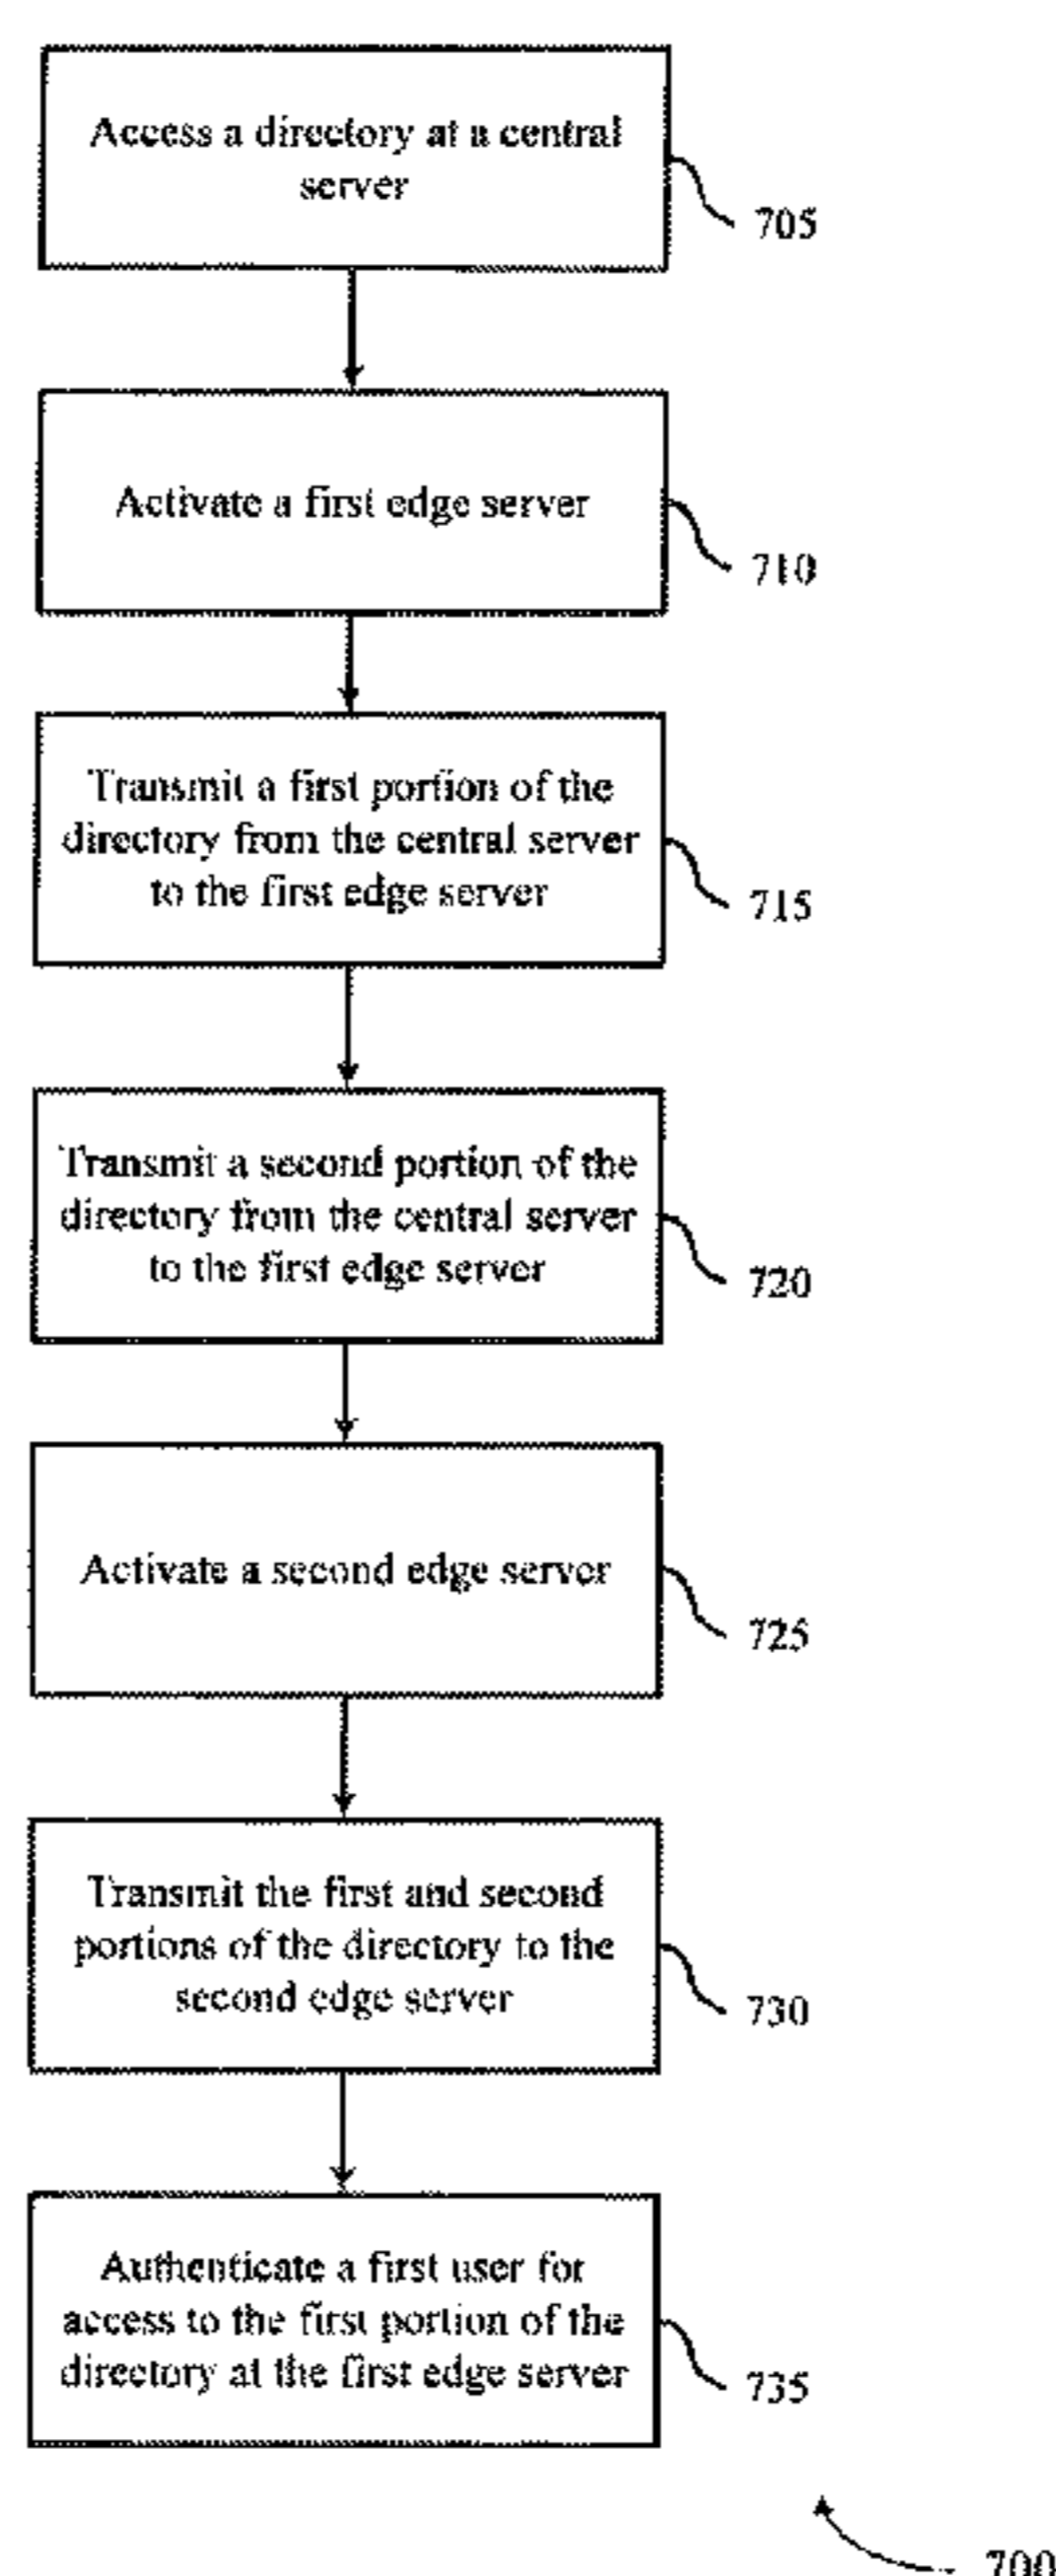 Access a directory at a central
server
705
Activate a first edge server
710
Transmit a first portion of the
directory from the central server
to the first edge server
715
Transmit a second portion of the
directory from the central server
to the first edge server
720
Activate a second edge server
725
Transmit the first and second
portions of the directory to the
second edge server
730
Authenticate a first user for
access to the first portion of the
directory at the first edge server
735
700